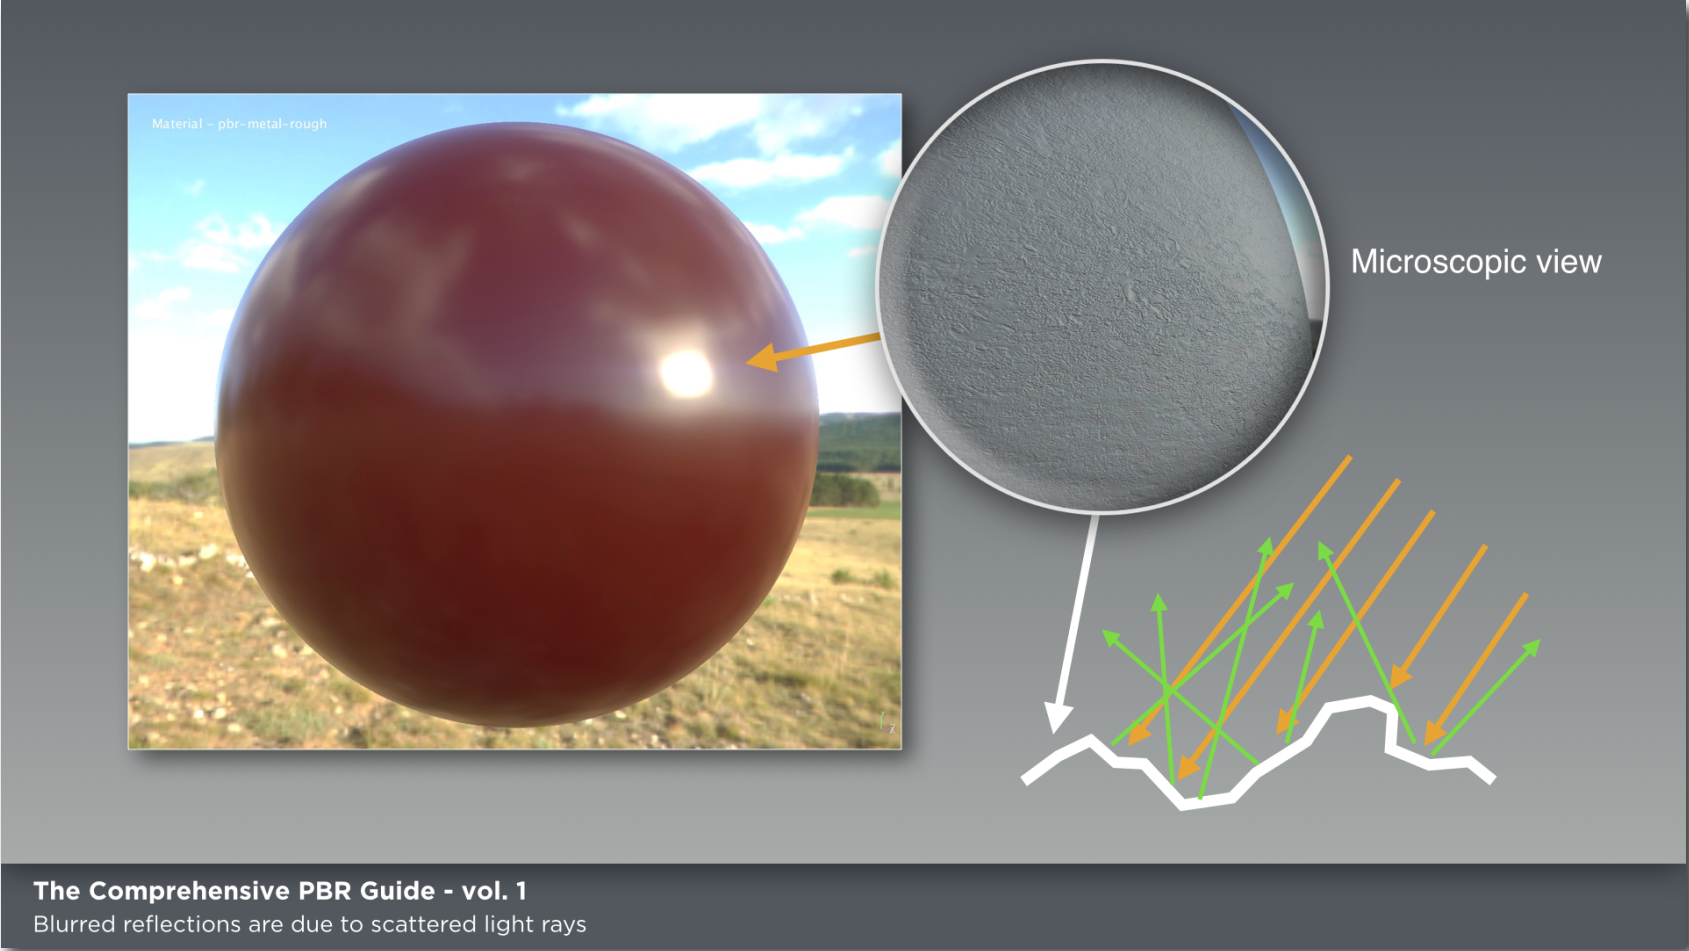 Material - pbr-metal-rough
Microscopic view
z
The Comprehensive PBR Guide - vol. 1
Blurred reflections are due to scattered light rays